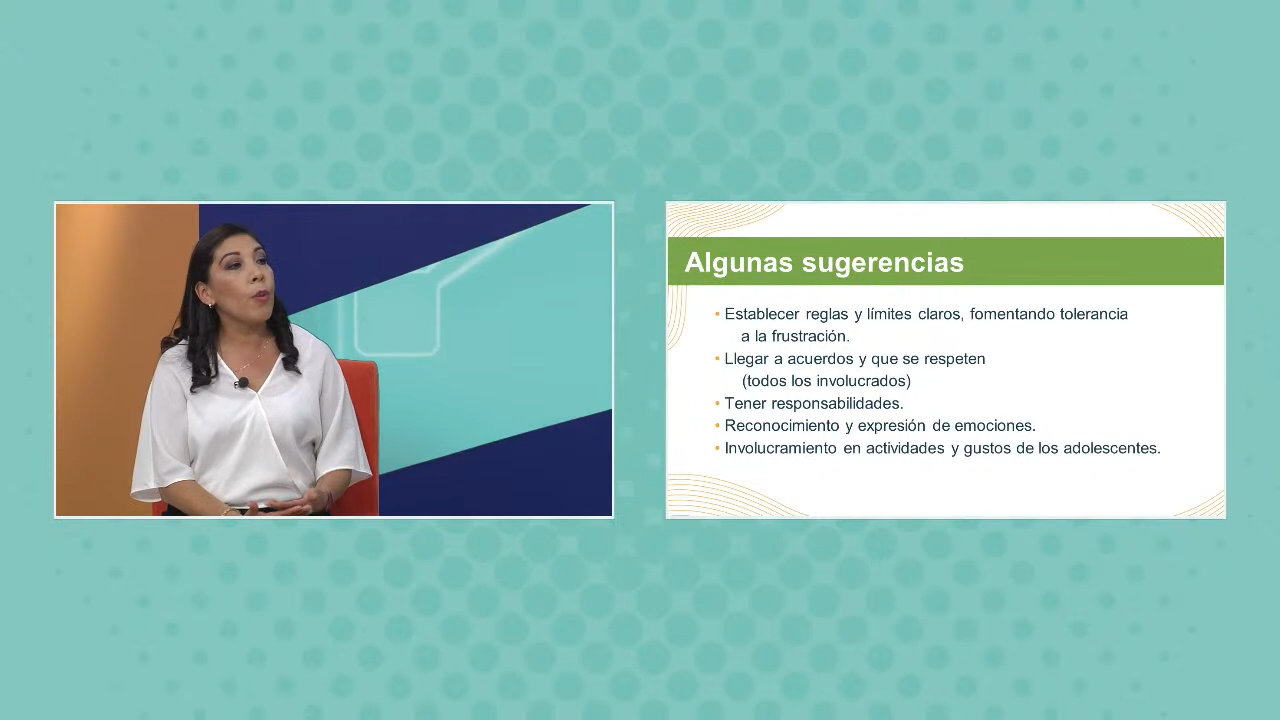 Algunas sugerencias
• Establecer reglas y límites claros, fomentando tolerancia
a la frustración.
• Llegar a acuerdos y que se respeten
(todos los involucrados)
• Tener responsabilidades.
• Reconocimiento y expresión de emociones.
• Involucramiento en actividades y gustos de los adolescentes.